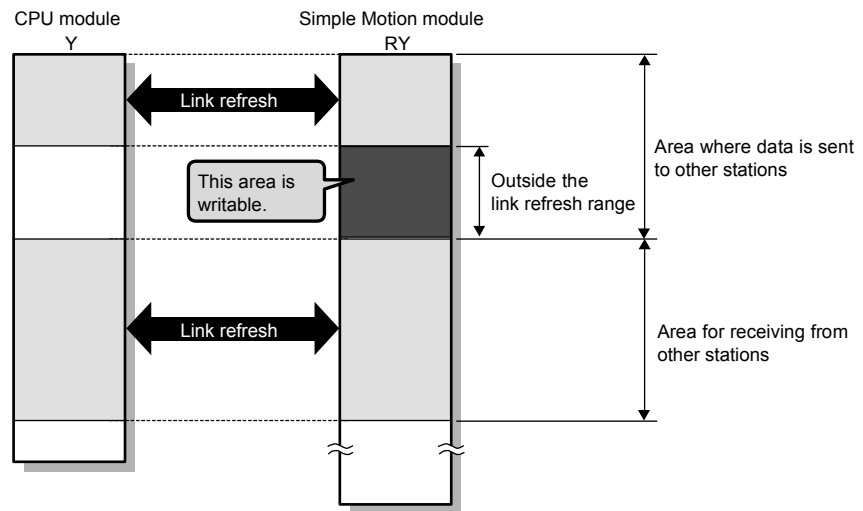 CPU module
Y
Simple Motion module
RY
Link refresh
Area where data is sent
to other stations
This area is
writable.
Outside the
link refresh range
Link refresh
Area for receiving from
other stations